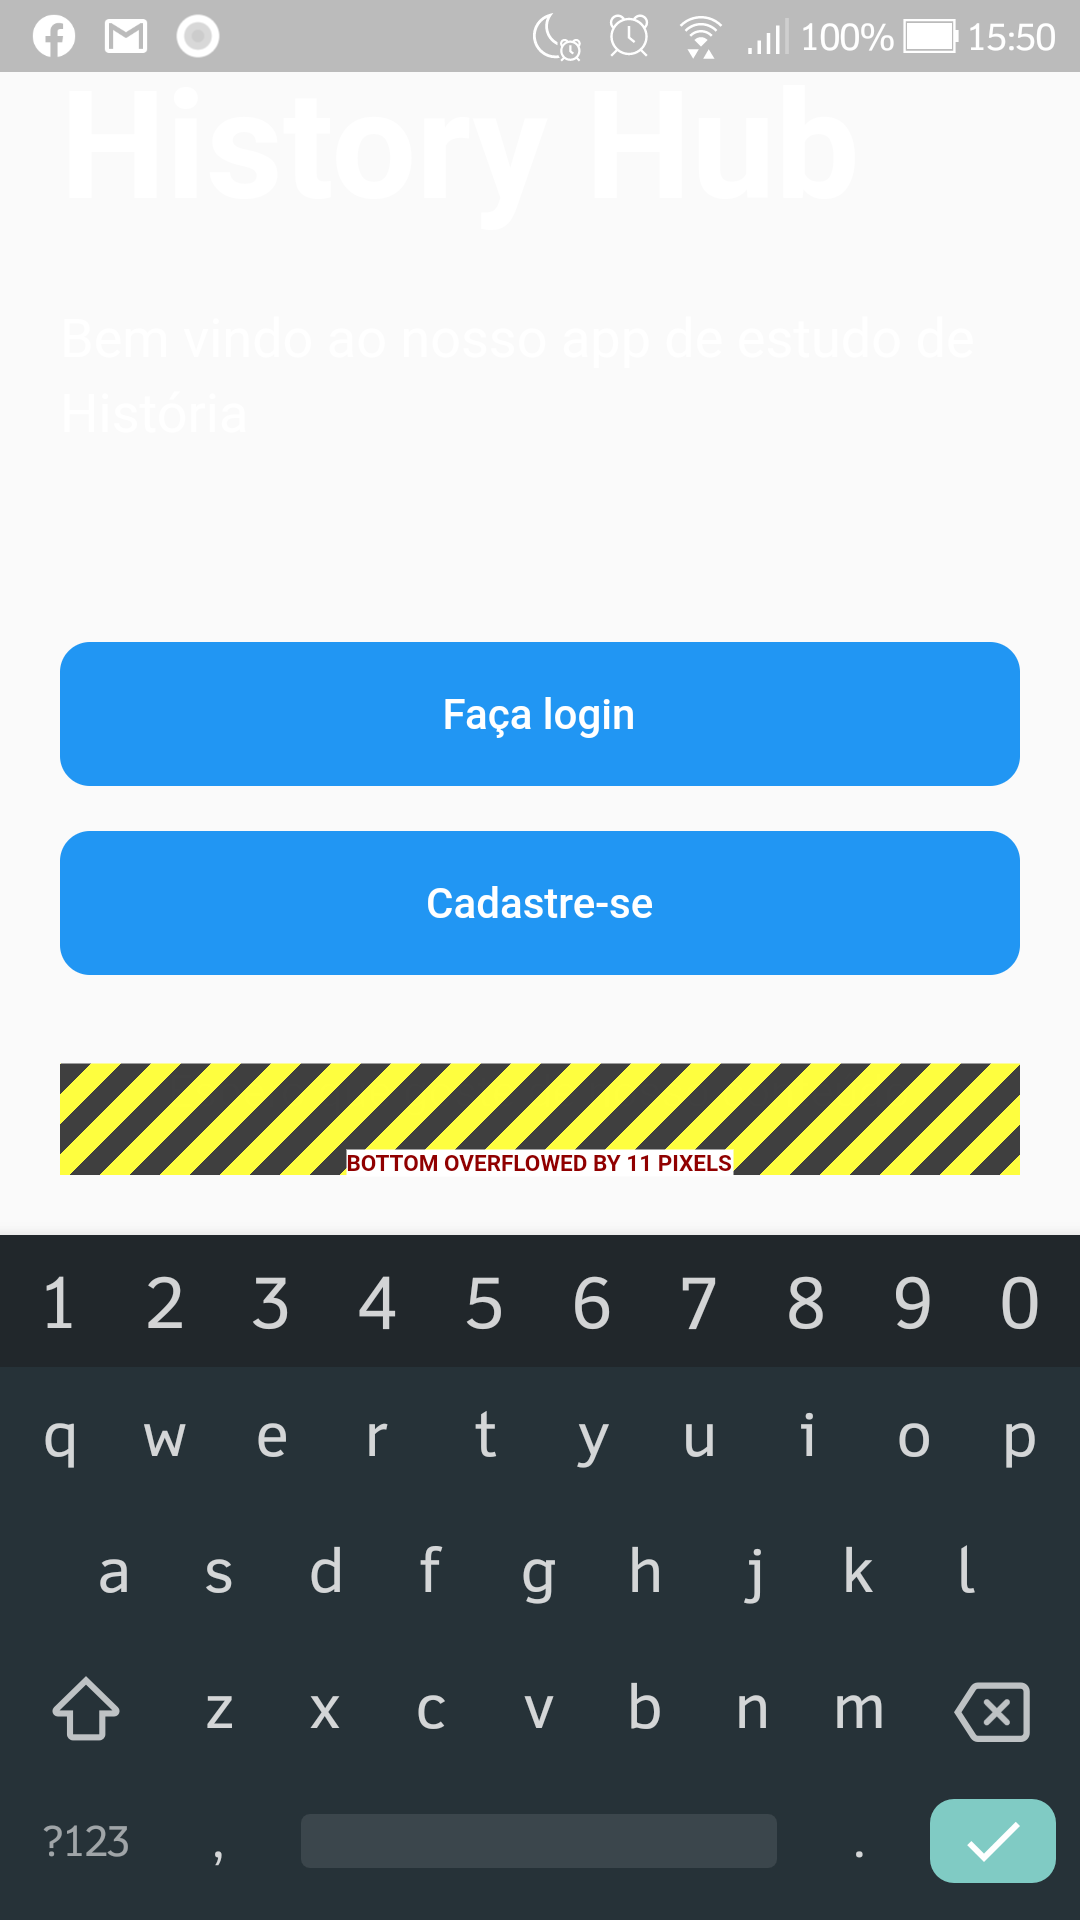 100% 15:50
History Hub
Bem vindo ao nosso app de estudo de
História
Faça login
Cadastre-se
BOTTOM OVERFLOWED BY 11 PIXELS
1 2 3 4 5 6 7 8 9 0
q w e r t y u i o p
a s d f g h j k l
z x c v b n m
?123 , .